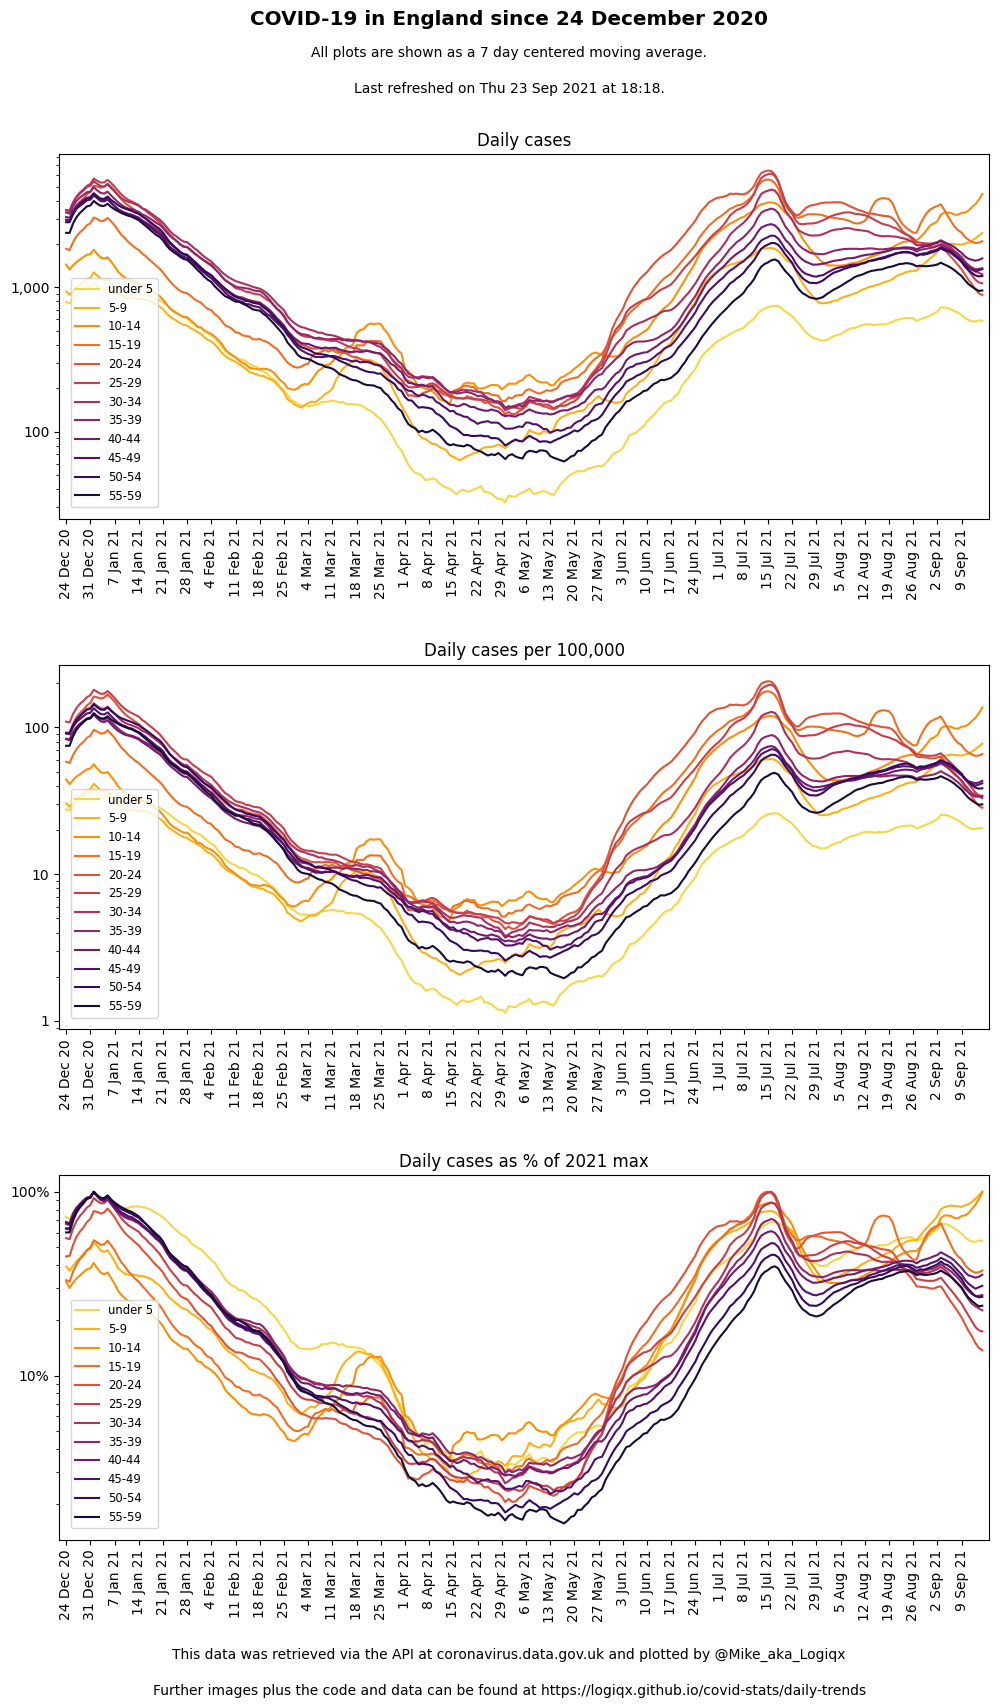 COVID-19 in England since 24 December 2020
All plots are shown as a 7 day centered moving average.
Last refreshed on Thu 23 Sep 2021 at 18:18.
Daily cases
1,000
100
under 5
5-9
10-14
15-19
20-24
25-29
30-34
35-39
40-44
45-49
50-54
55-59
24 Dec 20
31 Dec 20
7 Jan 21
14 Jan 21
21 Jan 21
28 Jan 21
4 Feb 21
11 Feb 21
18 Feb 21
25 Feb 21
4 Mar 21
11 Mar 21
18 Mar 21
25 Mar 21
1 Apr 21
8 Apr 21
15 Apr 21
22 Apr 21
29 Apr 21
6 May 21
13 May 21
20 May 21
27 May 21
3 Jun 21
10 Jun 21
17 Jun 21
24 Jun 21
1 Jul 21
8 Jul 21
15 Jul 21
22 Jul 21
29 Jul 21
5 Aug 21
12 Aug 21
19 Aug 21
26 Aug 21
2 Sep 21
9 Sep 21
Daily cases per 100,000
100
10
1
under 5
5-9
10-14
15-19
20-24
25-29
30-34
35-39
40-44
45-49
50-54
55-59
24 Dec 20
31 Dec 20
7 Jan 21
14 Jan 21
21 Jan 21
28 Jan 21
4 Feb 21
11 Feb 21
18 Feb 21
25 Feb 21
4 Mar 21
11 Mar 21
18 Mar 21
25 Mar 21
1 Apr 21
8 Apr 21
15 Apr 21
22 Apr 21
29 Apr 21
6 May 21
13 May 21
20 May 21
27 May 21
3 Jun 21
10 Jun 21
17 Jun 21
24 Jun 21
1 Jul 21
8 Jul 21
15 Jul 21
22 Jul 21
29 Jul 21
5 Aug 21
12 Aug 21
19 Aug 21
26 Aug 21
2 Sep 21
9 Sep 21
Daily cases as % of 2021 max
100%
10%
under 5
5-9
10-14
15-19
20-24
25-29
30-34
35-39
40-44
45-49
50-54
55-59
24 Dec 20
31 Dec 20
7 Jan 21
14 Jan 21
21 Jan 21
28 Jan 21
4 Feb 21
11 Feb 21
18 Feb 21
25 Feb 21
4 Mar 21
11 Mar 21
18 Mar 21
25 Mar 21
1 Apr 21
8 Apr 21
15 Apr 21
22 Apr 21
29 Apr 21
6 May 21
13 May 21
20 May 21
27 May 21
3 Jun 21
10 Jun 21
17 Jun 21
24 Jun 21
1 Jul 21
8 Jul 21
15 Jul 21
22 Jul 21
29 Jul 21
5 Aug 21
12 Aug 21
19 Aug 21
26 Aug 21
2 Sep 21
9 Sep 21
This data was retrieved via the API at coronavirus.data.gov.uk and plotted by @Mike_aka_Logiqx
Further images plus the code and data can be found at https://logiqx.github.io/covid-stats/daily-trends